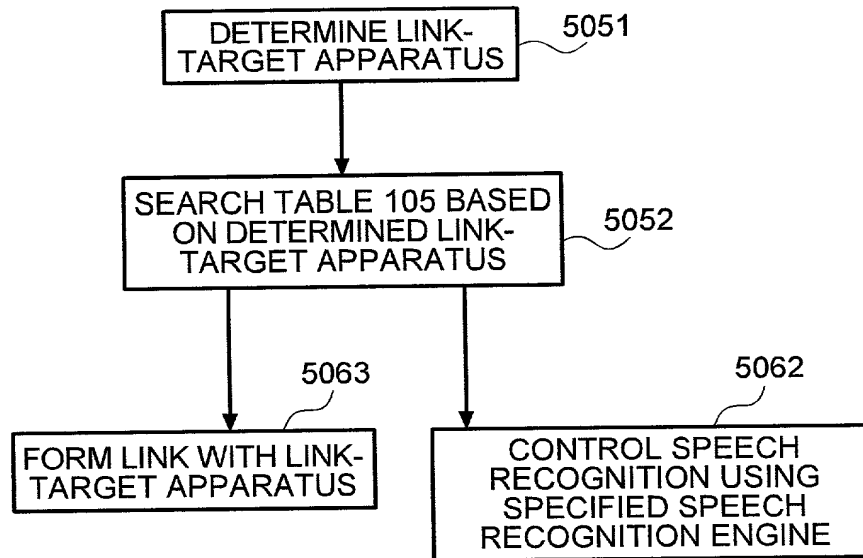 DETERMINE LINK-
TARGET APPARATUS
5051
SEARCH TABLE 105 BASED
ON DETERMINED LINK-
TARGET APPARATUS
5052
5063
FORM LINK WITH LINK-
TARGET APPARATUS
5062
CONTROL SPEECH
RECOGNITION USING
SPECIFIED SPEECH
RECOGNITION ENGINE